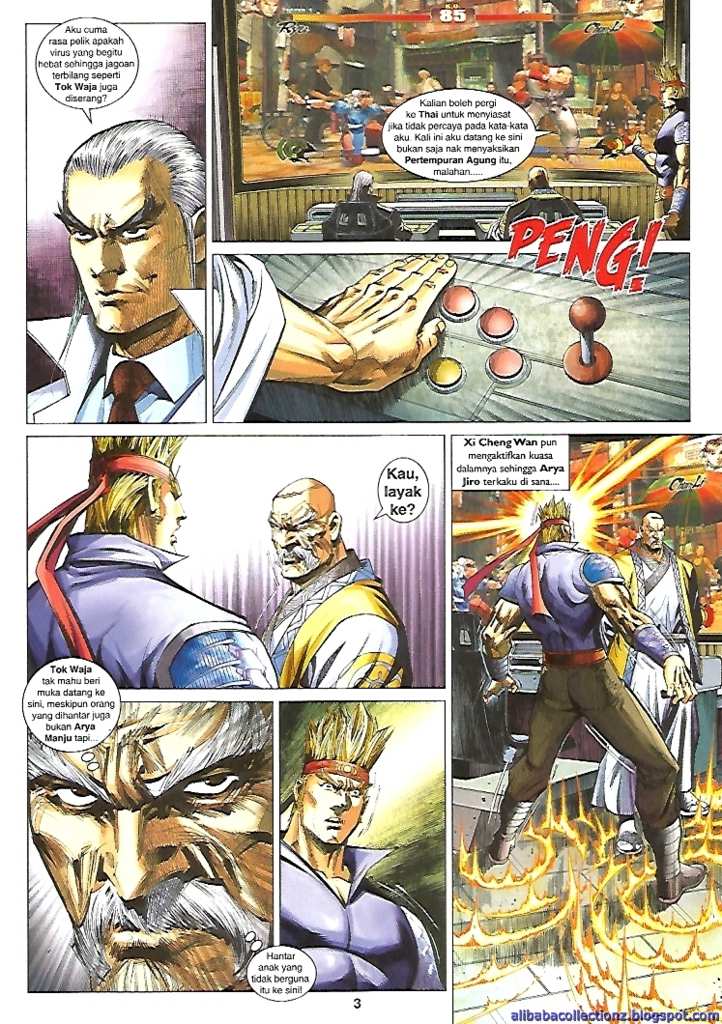 Aku cuma
rasa pelik apakah
virus yang begitu
hebat sehingga jagoan
terbilang seperti
Tok Waja juga
diserang?
K.O.
85
Ryu
Chun-Li
Kalian boleh pergi
ke Thai untuk menyiasat
jika tidak percaya pada kata-kata
aku. Kali ini aku datang ke sini
bukan saja nak menyaksikan
Pertempuran Agung itu,
malahan.....
PENG!
Kau,
layak
ke?
Xi Cheng Wan pun
mengaktifkan kuasa
dalamnya sehingga Arya
Jiro terkaku di sana....
Chun-Li
Tok Waja
tak mahu beri
muka datang ke
sini, meskipun orang
yang dihantar juga
bukan Arya
Manju tapi...
Hantar
anak yang
tidak berguna
itu ke sini!
3
alibabacollectionz.blogspot.com